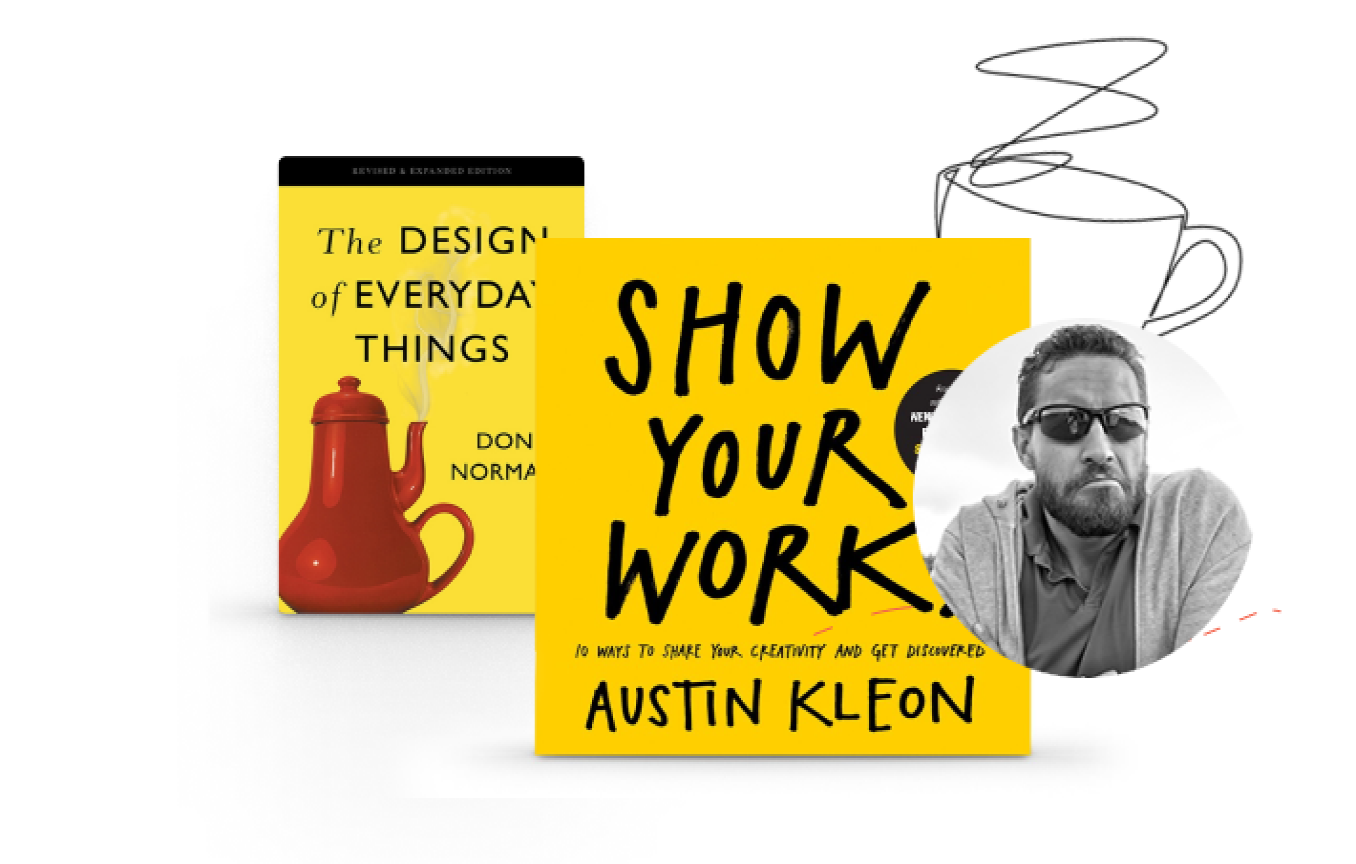 REVISED & EXPANDED EDITION
The DESIGN
of EVERYDAY
THINGS
DON
NORMA
SHOW
YOUR
WORK!
10 WAYS TO SHARE YOUR CREATIVITY AND GET DISCOVERED
AUSTIN KLEON